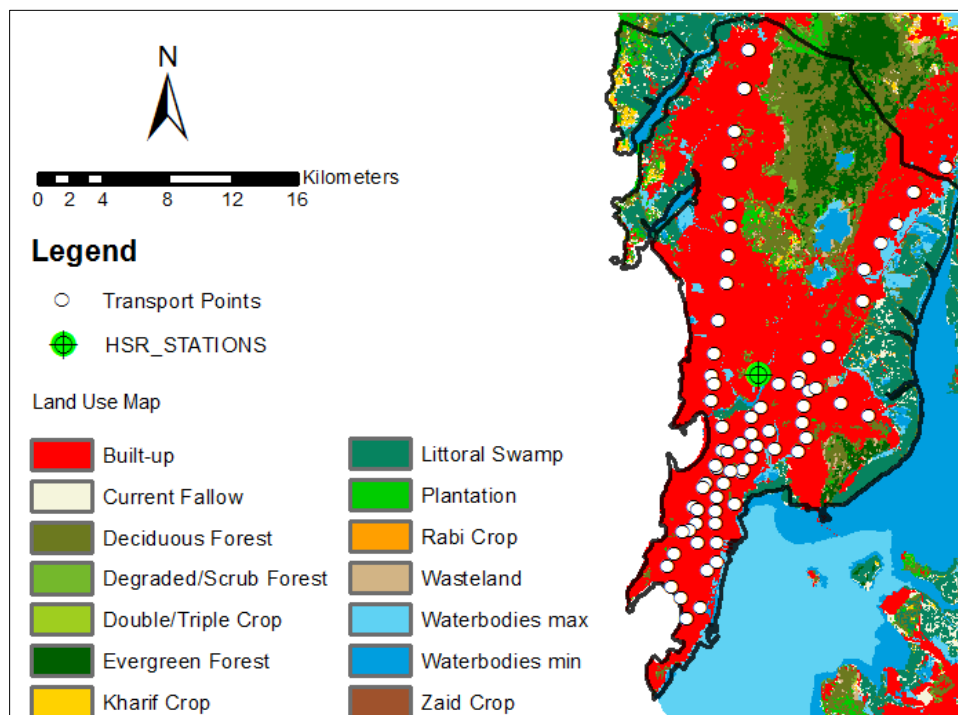 N
Kilometers
0 2 4 8 12 16
Legend
Transport Points
HSR_STATIONS
Land Use Map
Built-up
Current Fallow
Deciduous Forest
Degraded/Scrub Forest
Double/Triple Crop
Evergreen Forest
Kharif Crop
Littoral Swamp
Plantation
Rabi Crop
Wasteland
Waterbodies max
Waterbodies min
Zaid Crop